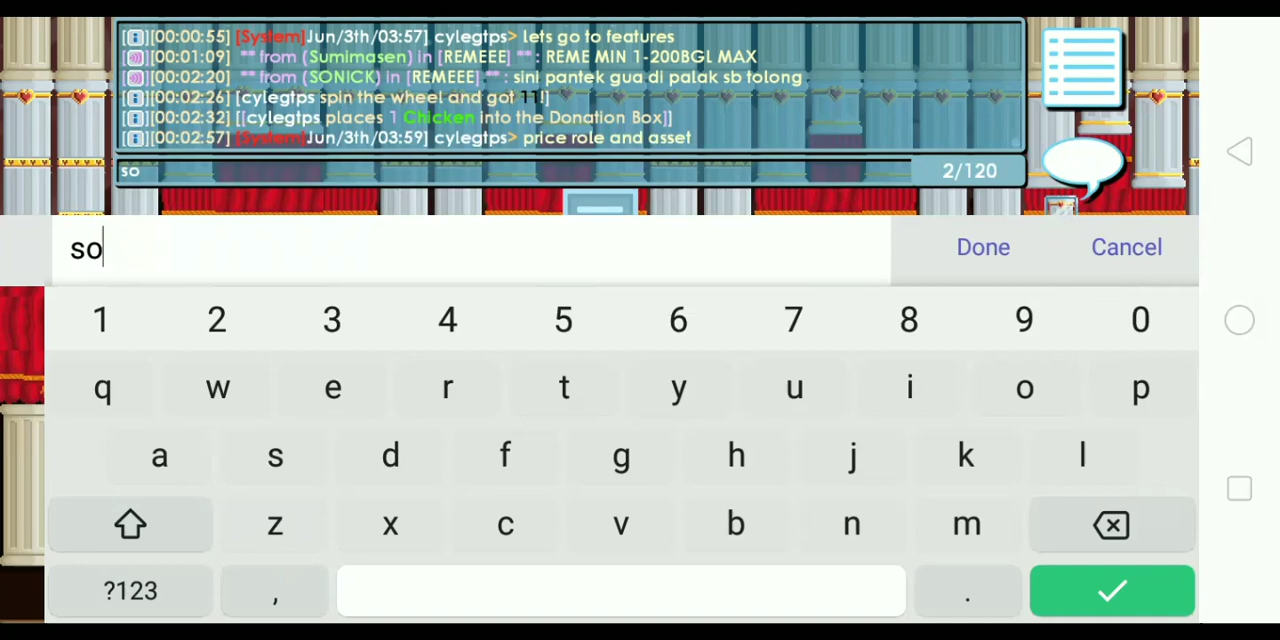 [00:00:55] [System]Jun/3th/03:57] cylegtps> lets go to features
[00:01:09] ** from (Sumimasen) in [REMEEE] ** : REME MIN 1-200BGL MAX
[00:02:20] ** from (SONICK) in [REMEEE] ** : sini pantek gua di palak sb tolong
[00:02:26] [cylegtps spin the wheel and got 11!]
[00:02:32] [[cylegtps places 1 Chicken into the Donation Box]]
[00:02:57] [System]Jun/3th/03:59] cylegtps> price role and asset
so 2/120
so Done Cancel
1 2 3 4 5 6 7 8 9 0
q w e r t y u i o p
a s d f g h j k l
z x c v b n m
?123 , .